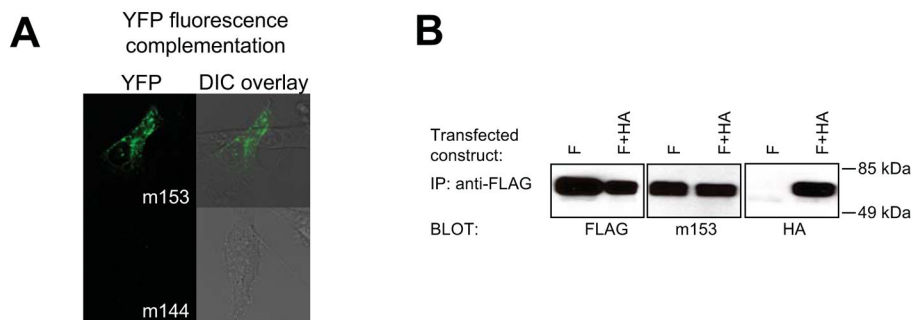 A
YFP fluorescence
complementation
YFP DIC overlay
m153
m144
B
Transfected
construct:
F F+HA F F+HA F F+HA
IP: anti-FLAG
85 kDa
49 kDa
BLOT: FLAG m153 HA